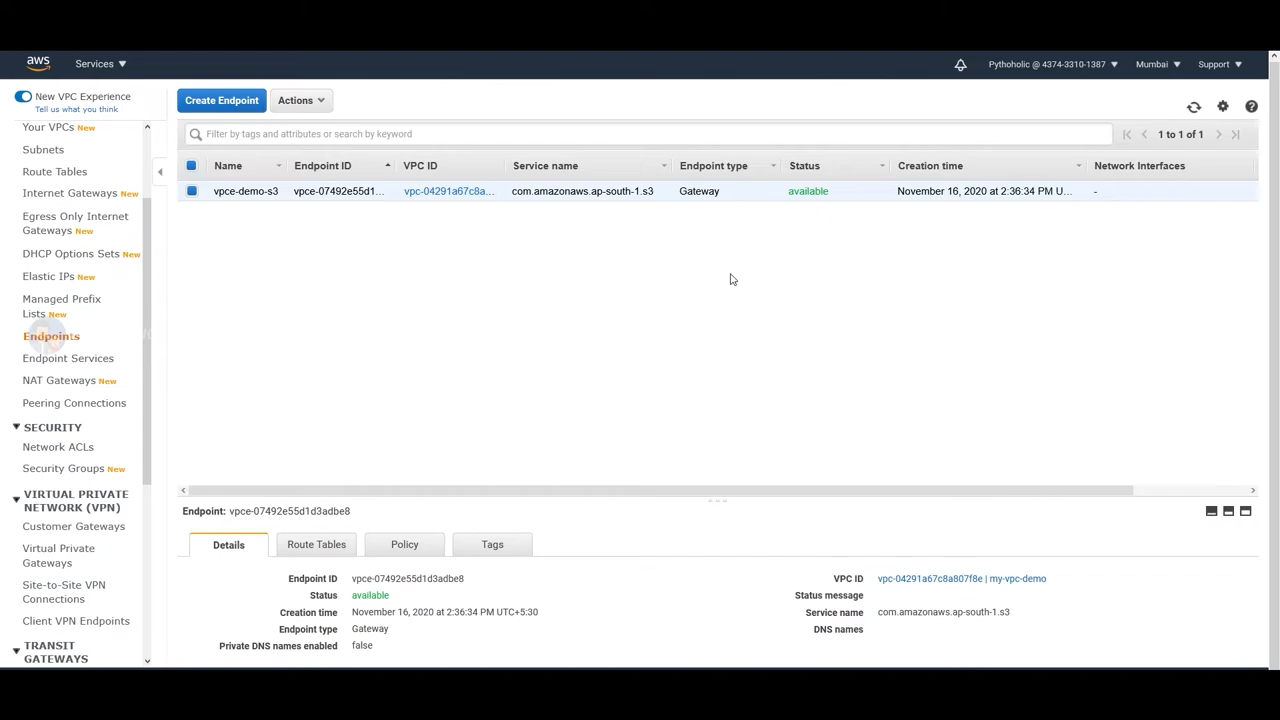 aws
Services
Pythoholic @ 4374-3310-1387
Mumbai
Support
New VPC Experience
Tell us what you think
Your VPCs New
Subnets
Route Tables
Internet Gateways New
Egress Only Internet
Gateways New
DHCP Options Sets New
Elastic IPs New
Managed Prefix
Lists New
Endpoints
Endpoint Services
NAT Gateways New
Peering Connections
SECURITY
Network ACLs
Security Groups New
VIRTUAL PRIVATE
NETWORK (VPN)
Customer Gateways
Virtual Private
Gateways
Site-to-Site VPN
Connections
Client VPN Endpoints
TRANSIT
GATEWAYS
Create Endpoint
Actions
Filter by tags and attributes or search by keyword
1 to 1 of 1
Name Endpoint ID VPC ID Service name Endpoint type Status Creation time Network Interfaces
vpce-demo-s3 vpce-07492e55d1... vpc-04291a67c8a... com.amazonaws.ap-south-1.s3 Gateway available November 16, 2020 at 2:36:34 PM U... -
Endpoint: vpce-07492e55d1d3adbe8
Details Route Tables Policy Tags
Endpoint ID vpce-07492e55d1d3adbe8
Status available
Creation time November 16, 2020 at 2:36:34 PM UTC+5:30
Endpoint type Gateway
Private DNS names enabled false
VPC ID vpc-04291a67c8a807f8e | my-vpc-demo
Status message
Service name com.amazonaws.ap-south-1.s3
DNS names